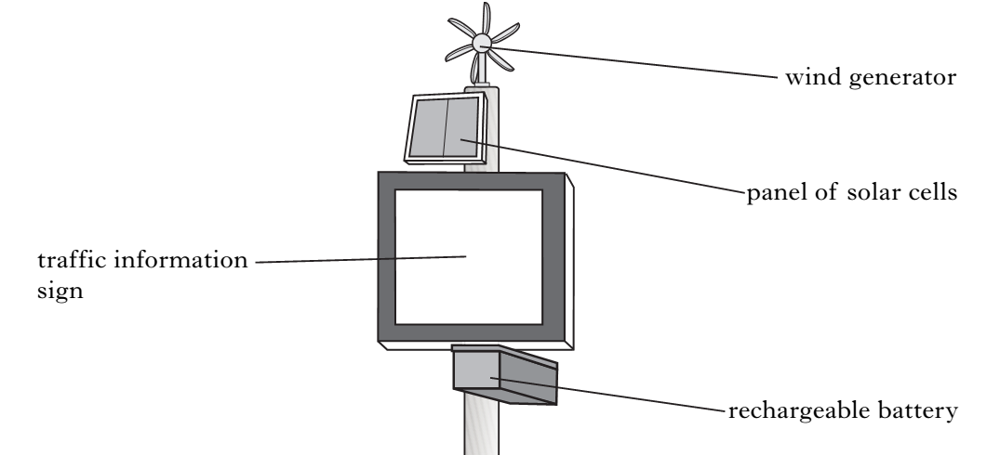 wind generator
panel of solar cells
traffic information
sign
rechargeable battery